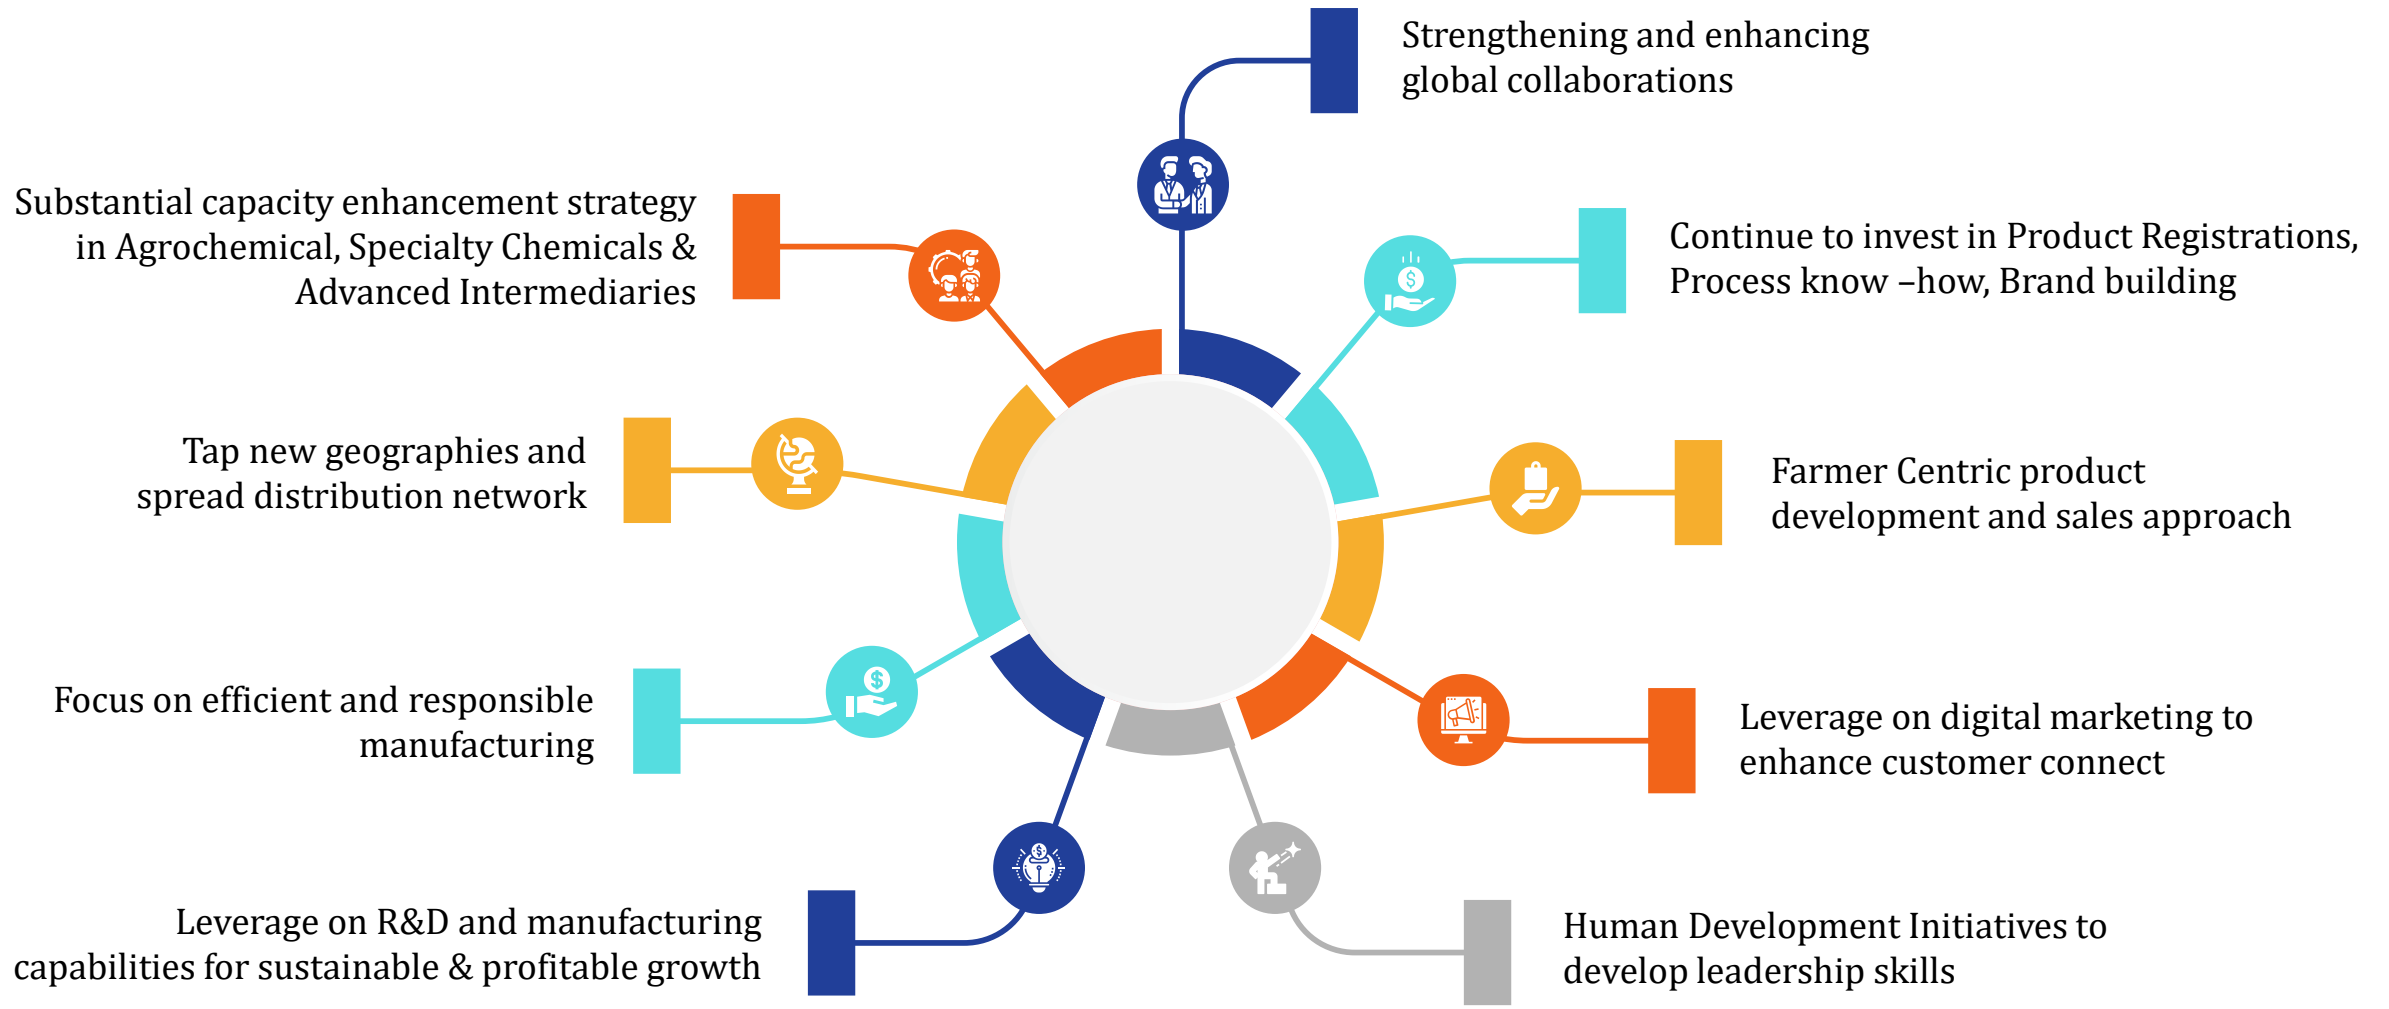 Strengthening and enhancing
global collaborations
Continue to invest in Product Registrations,
Process know –how, Brand building
Farmer Centric product
development and sales approach
Leverage on digital marketing to
enhance customer connect
Human Development Initiatives to
develop leadership skills
Leverage on R&D and manufacturing
capabilities for sustainable & profitable growth
Focus on efficient and responsible
manufacturing
Tap new geographies and
spread distribution network
Substantial capacity enhancement strategy
in Agrochemical, Specialty Chemicals &
Advanced Intermediaries